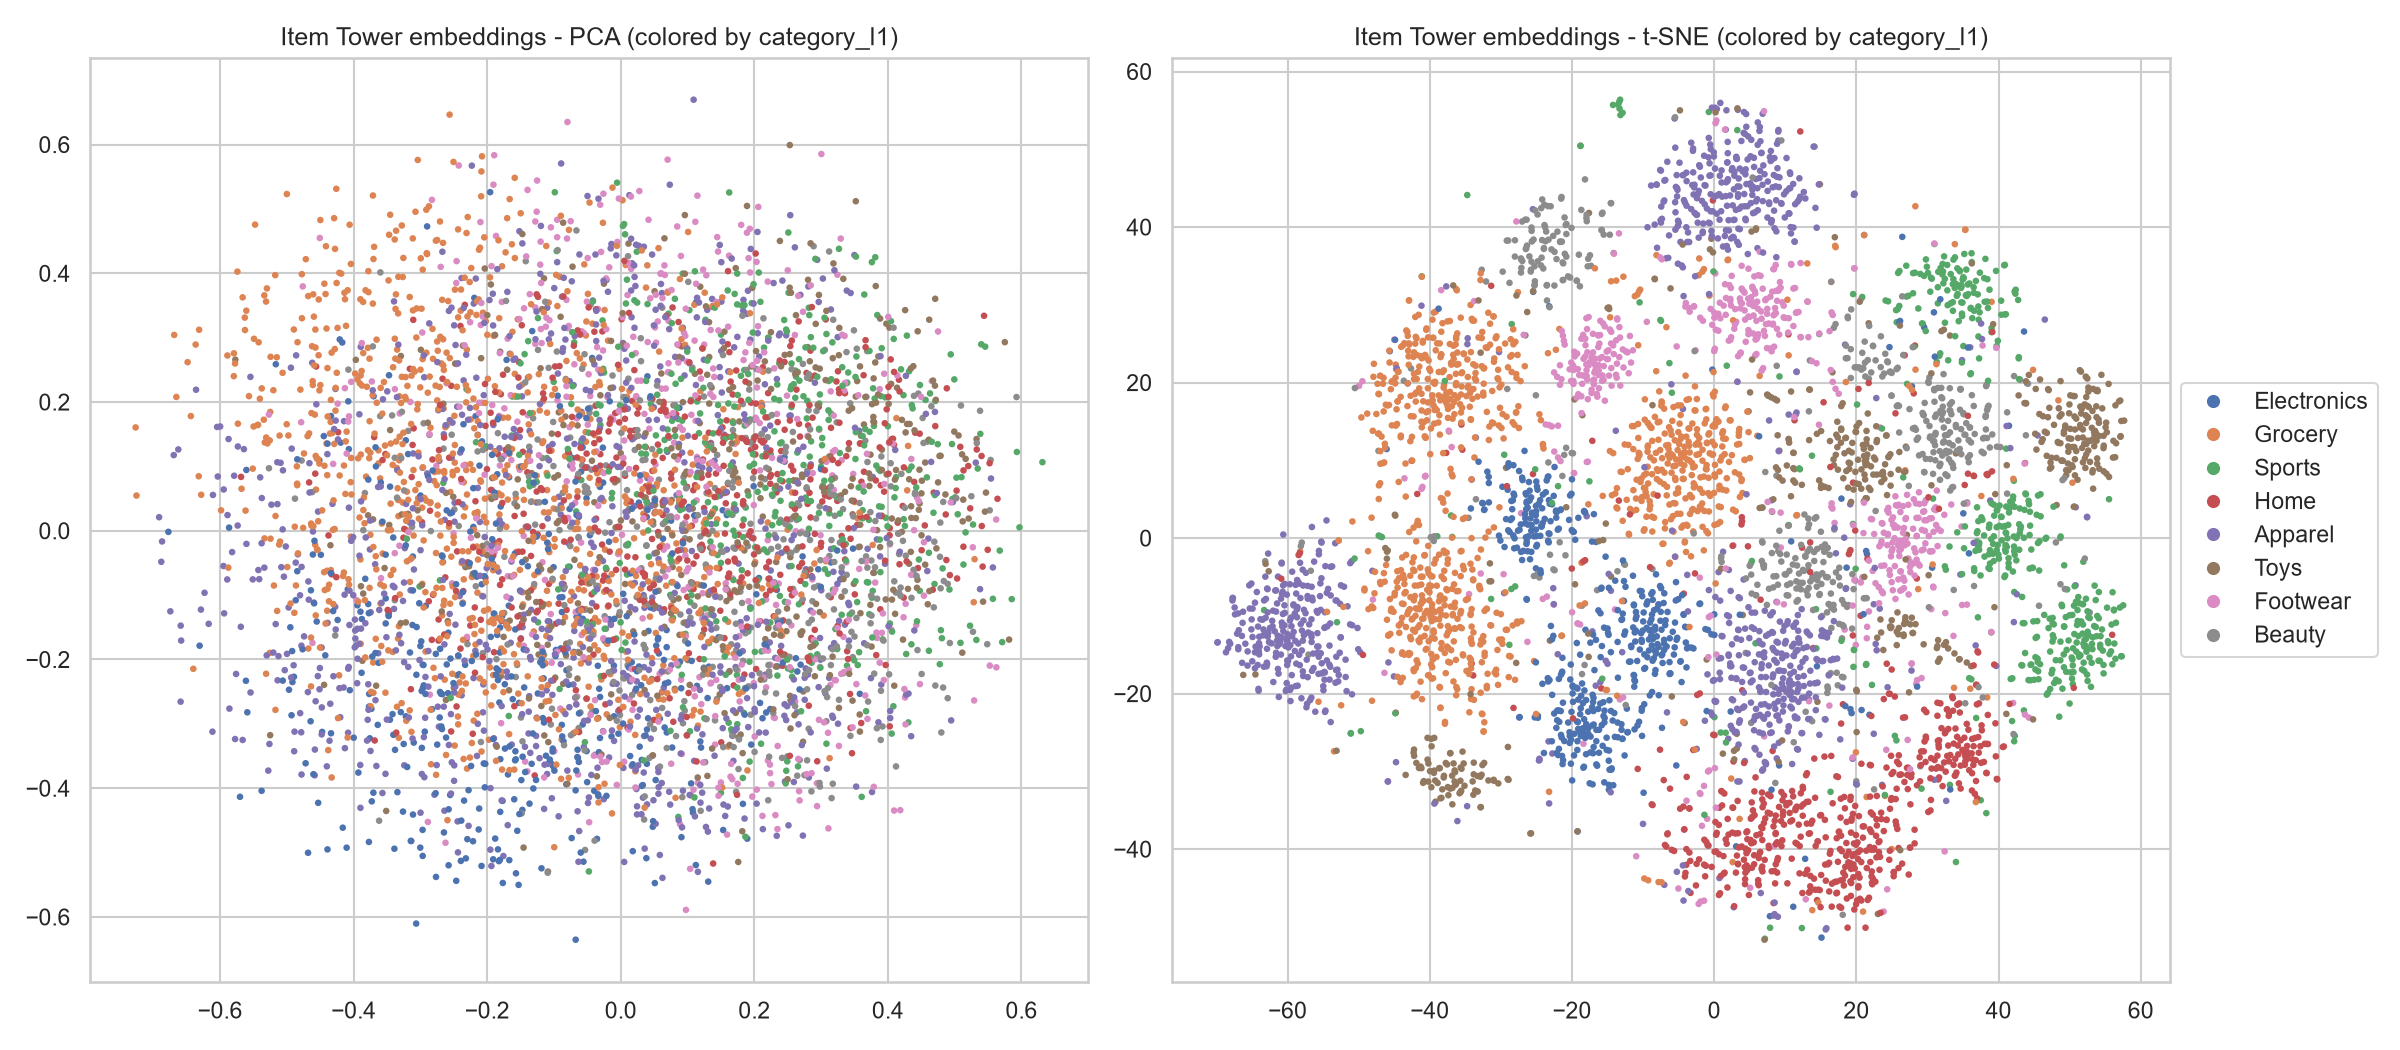 Item Tower embeddings - PCA (colored by category_l1)
0.6
0.4
0.2
0.0
−0.2
−0.4
−0.6
−0.6 −0.4 −0.2 0.0 0.2 0.4 0.6
Item Tower embeddings - t-SNE (colored by category_l1)
60
40
20
0
−20
−40
−60 −40 −20 0 20 40 60
Electronics
Grocery
Sports
Home
Apparel
Toys
Footwear
Beauty